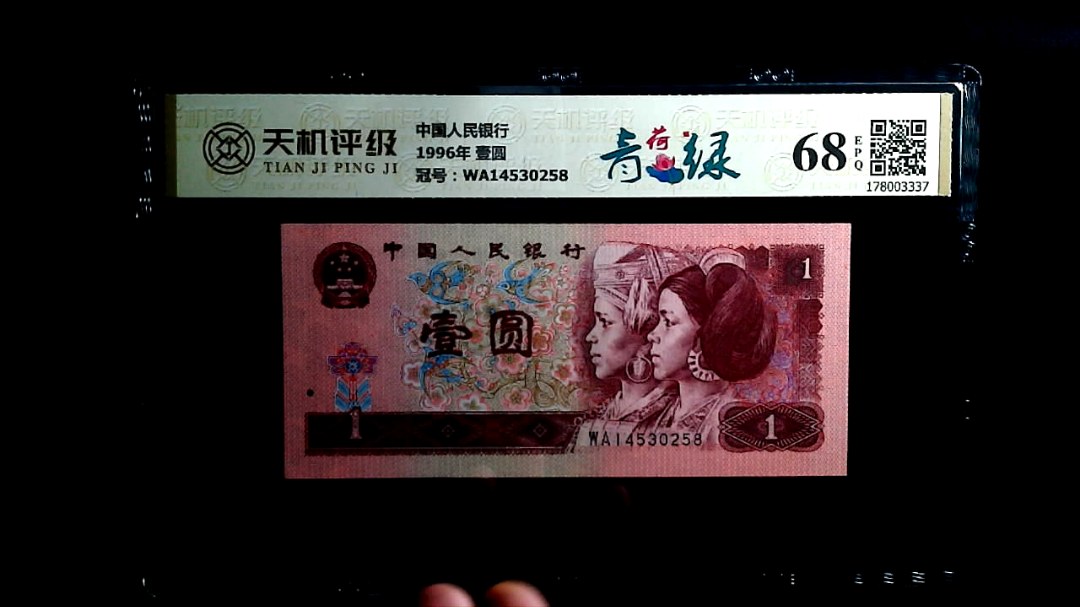 天机评级
TIAN JI PING JI
中国人民银行
1996年 壹圆
冠号：WA14530258
青荷绿
68
EPQ
178003337
中国人民银行
1
壹圆
1
WA14530258
1